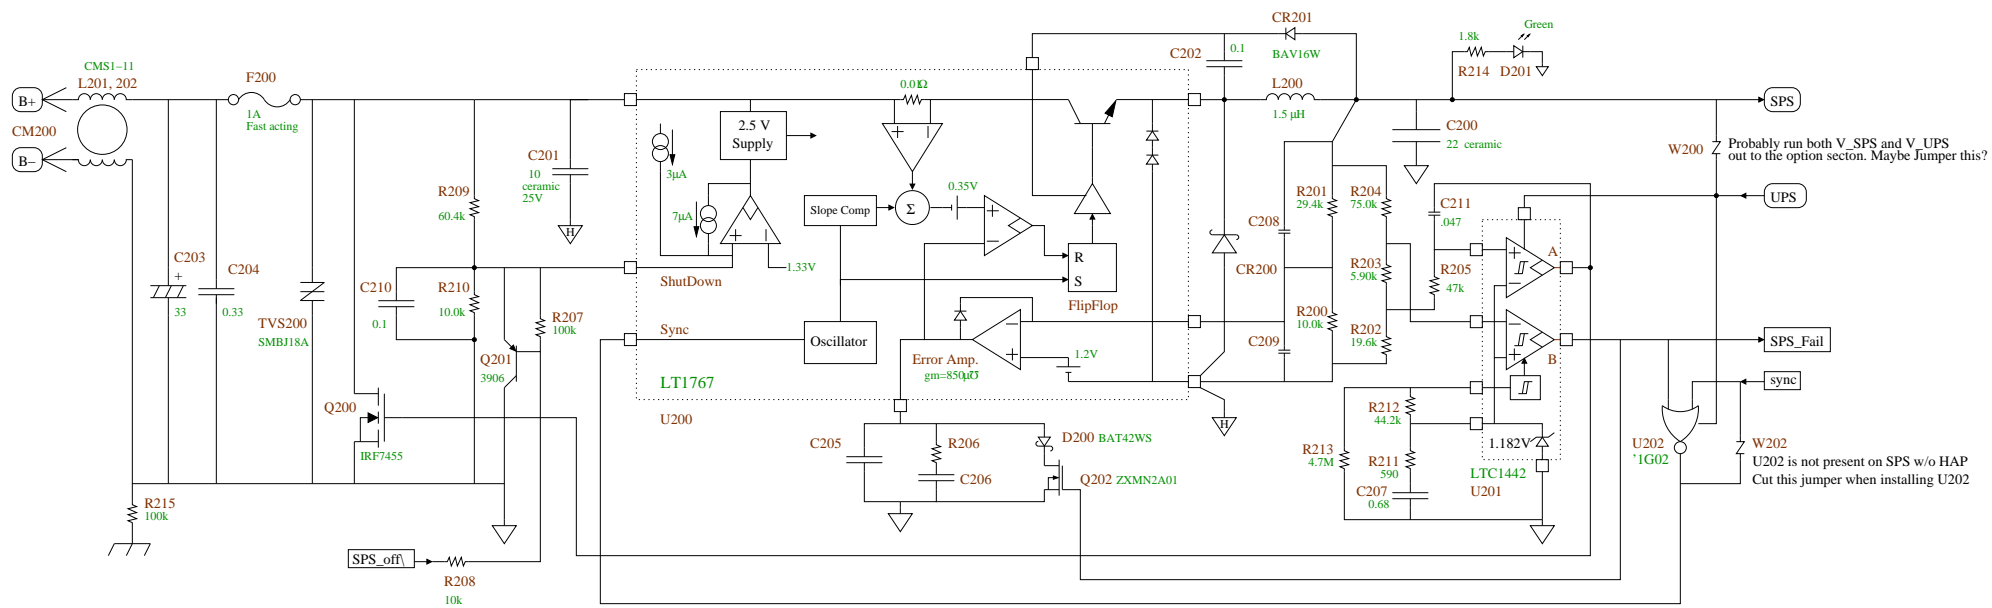 CMS1-11
L201, 202
B+
CM200
B-
F200
1A
Fast acting
C203
+
33
C204
0.33
TVS200
SMBJ18A
R215
100k
R209
60.4k
C210
0.1
R210
10.0k
Q201
3906
R207
100k
Q200
IRF7455
SPS_off\
R208
10k
C201
10
ceramic
25V
H
3µA
7µA
2.5 V
Supply
0.01Ω
Slope Comp
Σ
0.35V
+
−
+
−
1.33V
ShutDown
Sync
Oscillator
R
S
FlipFlop
−
+
Error Amp.
gm=850µ℧
1.2V
LT1767
U200
C205
R206
C206
D200 BAT42WS
Q202 ZXMN2A01
CR201
BAV16W
C202
0.1
L200
1.5 µH
CR200
H
C208
C209
R201
29.4k
R200
10.0k
R204
75.0k
R203
5.90k
R202
19.6k
C200
22 ceramic
1.8k
R214
Green
D201
C211
.047
R205
47k
A
+
−
−
+
B
R212
44.2k
R213
4.7M
R211
590
C207
0.68
1.182V
LTC1442
U201
SPS
W200
Probably run both V_SPS and V_UPS
out to the option secton. Maybe Jumper this?
UPS
SPS_Fail
sync
U202
'1G02
W202
U202 is not present on SPS w/o HAP
Cut this jumper when installing U202